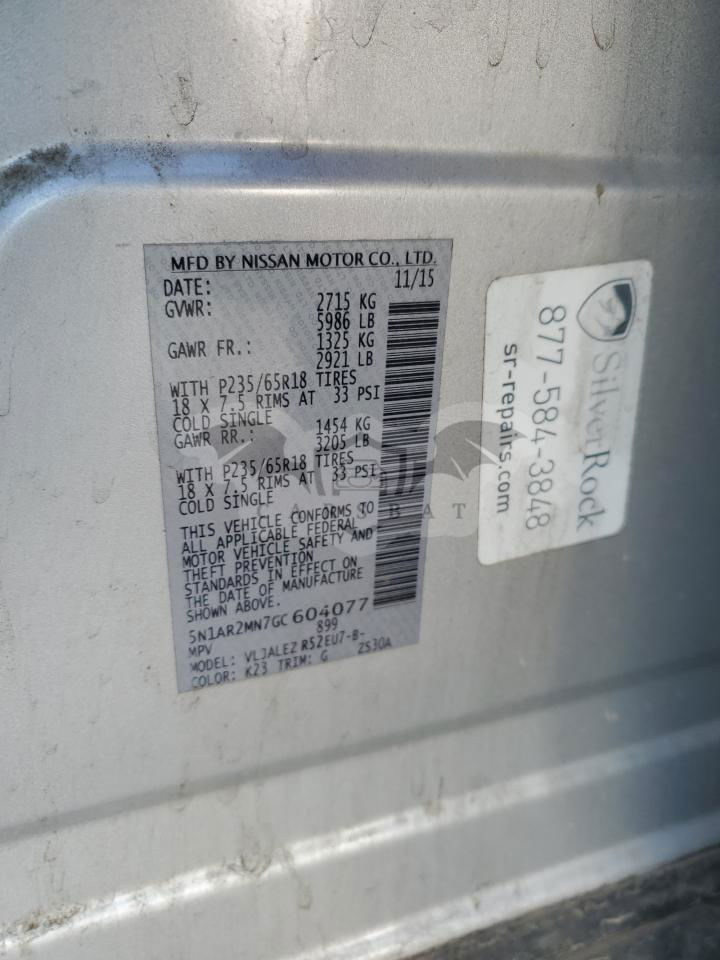 MFD BY NISSAN MOTOR CO., LTD.
DATE: 11/15
GVWR: 2715 KG
5986 LB
GAWR FR.: 1325 KG
2921 LB
WITH P235/65R18 TIRES
18 X 7.5 RIMS AT 33 PSI
COLD SINGLE
GAWR RR.: 1454 KG
3205 LB
WITH P235/65R18 TIRES
18 X 7.5 RIMS AT 33 PSI
COLD SINGLE
THIS VEHICLE CONFORMS TO
ALL APPLICABLE FEDERAL
MOTOR VEHICLE SAFETY AND
THEFT PREVENTION
STANDARDS IN EFFECT ON
THE DATE OF MANUFACTURE
SHOWN ABOVE.
5N1AR2MN7GC604077
MPV 899
MODEL: VLJALEZ R52EU7-B-
COLOR: K23 TRIM: G ZS30A
SilverRock
877-584-3848
sr-repairs.com
CARSBAT